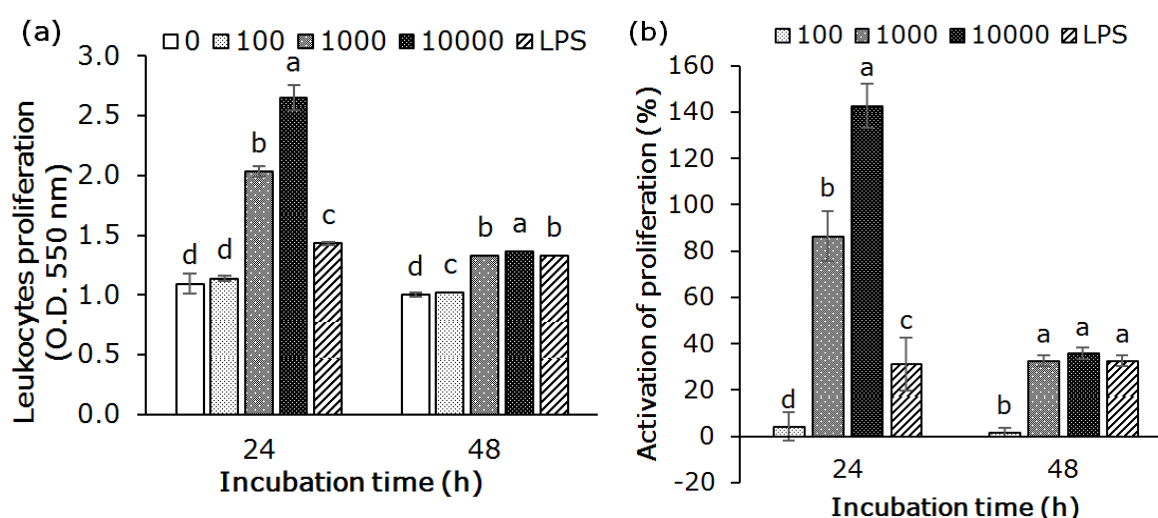 (a)
0 100 1000 10000 LPS
Leukocytes proliferation
(O.D. 550 nm)
3.0
2.5
2.0
1.5
1.0
0.5
0.0
d d b a c
d c b a b
24 48
Incubation time (h)
(b)
100 1000 10000 LPS
Activation of proliferation (%)
160
140
120
100
80
60
40
20
0
-20
d b a c
b a a a
24 48
Incubation time (h)